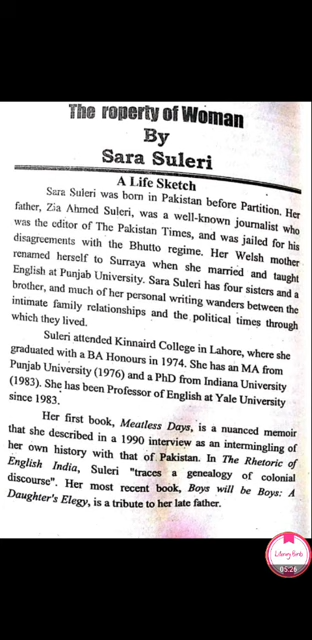 The roperty of Woman
By
Sara Suleri
A Life Sketch
Sara Suleri was born in Pakistan before Partition. Her
father, Zia Ahmed Suleri, was a well-known journalist who
was the editor of The Pakistan Times, and was jailed for his
disagreements with the Bhutto regime. Her Welsh mother
renamed herself to Surraya when she married and taught
English at Punjab University. Sara Suleri has four sisters and a
brother, and much of her personal writing wanders between the
intimate family relationships and the political times through
which they lived.
Suleri attended Kinnaird College in Lahore, where she
graduated with a BA Honours in 1974. She has an MA from
Punjab University (1976) and a PhD from Indiana University
(1983). She has been Professor of English at Yale University
since 1983.
Her first book, Meatless Days, is a nuanced memoir
that she described in a 1990 interview as an intermingling of
her own history with that of Pakistan. In The Rhetoric of
English India, Suleri "traces a genealogy of colonial
discourse". Her most recent book, Boys will be Boys: A
Daughter's Elegy, is a tribute to her late father.
05:26